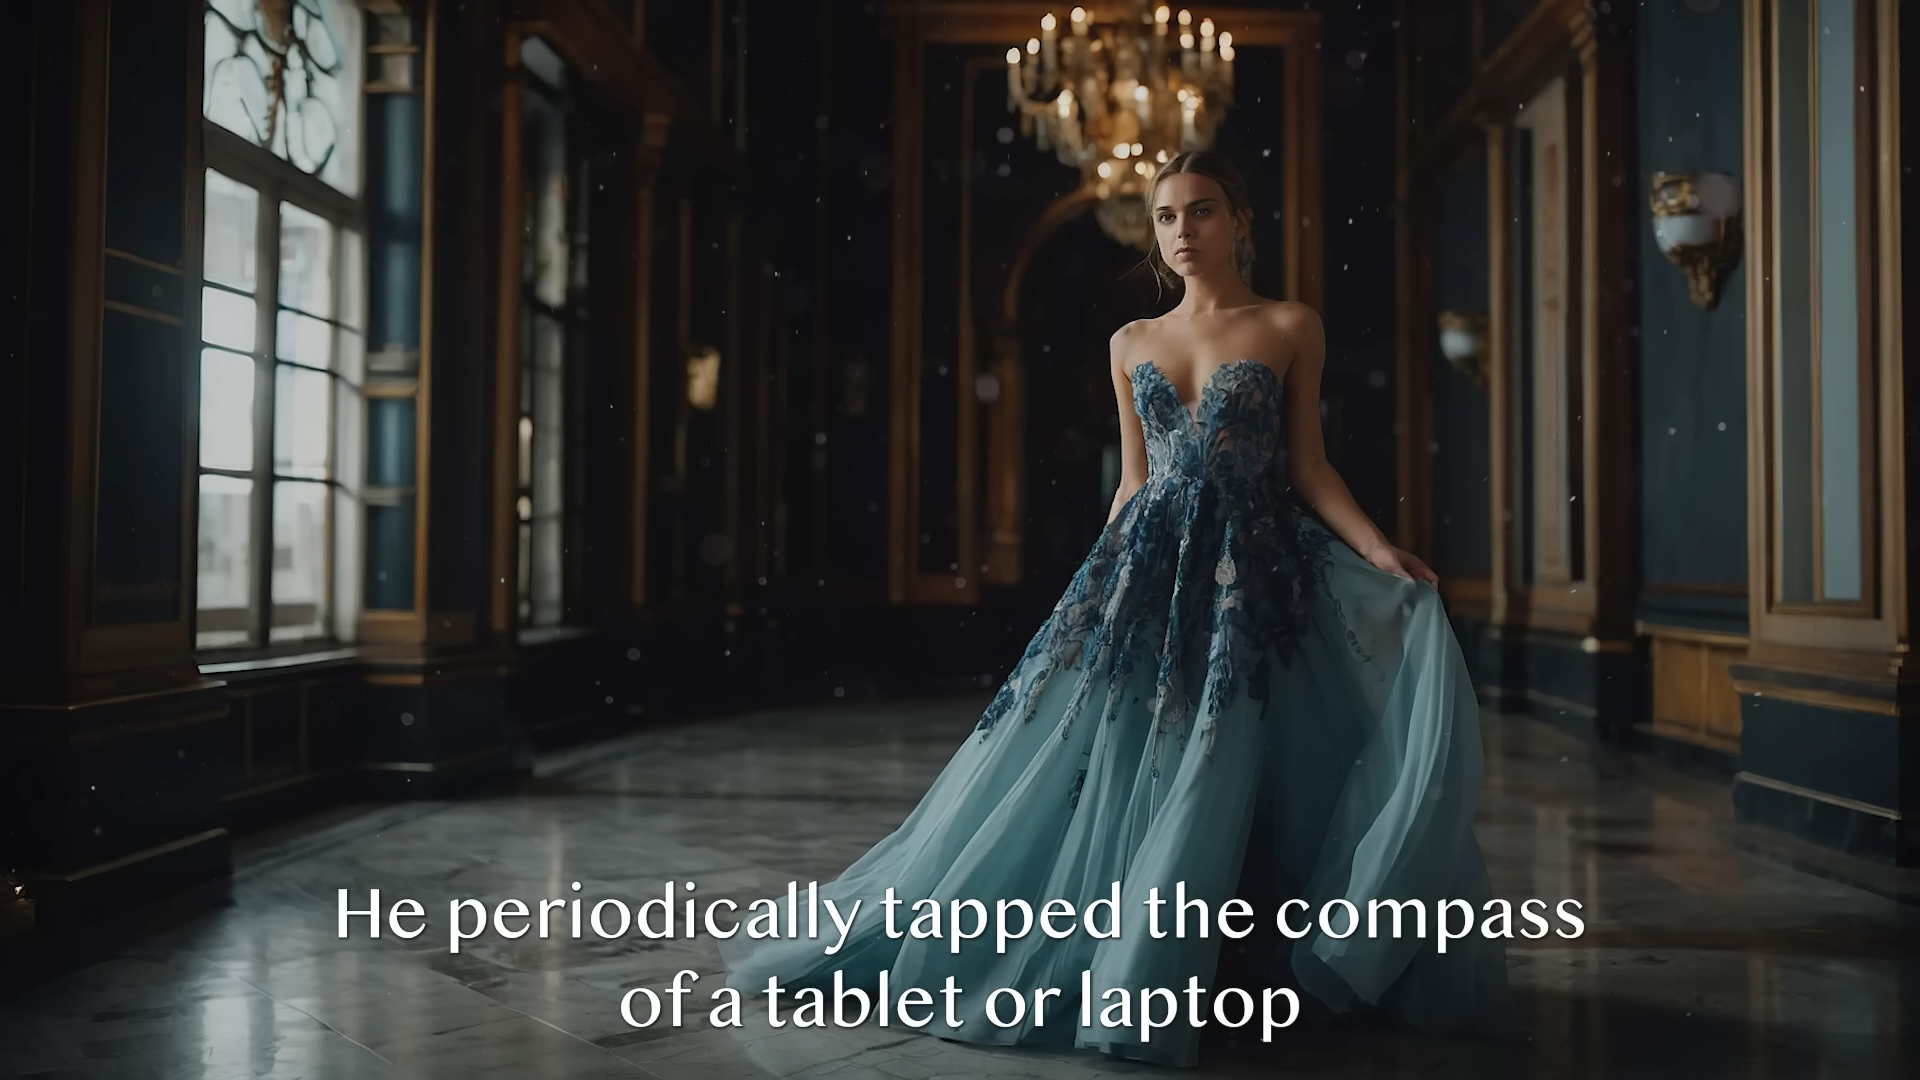 He periodically tapped the compass
of a tablet or laptop